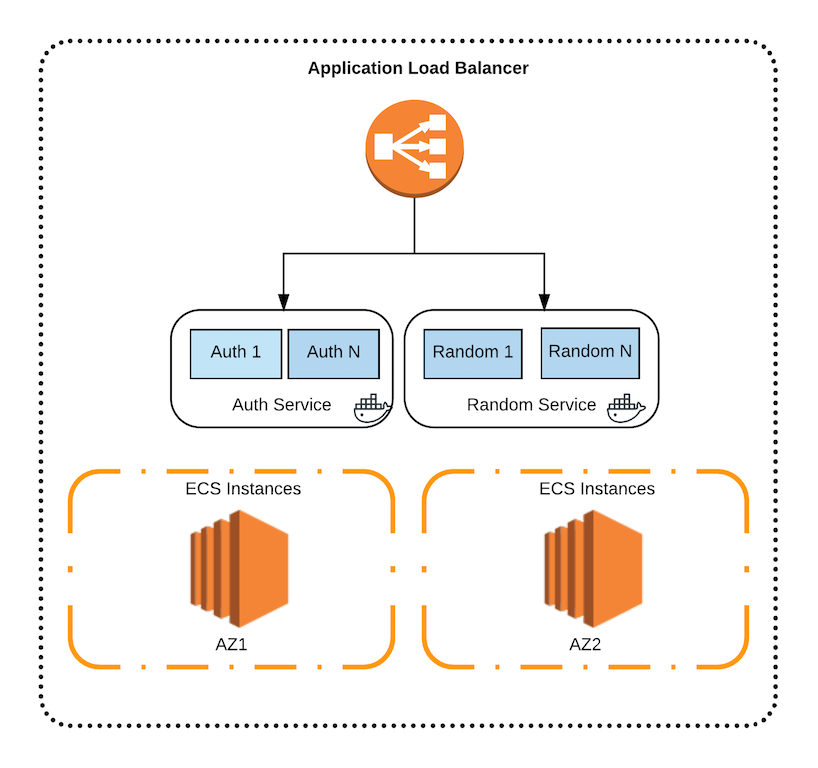 Application Load Balancer
Auth 1
Auth N
Random 1
Random N
Auth Service
Random Service
ECS Instances
ECS Instances
AZ1
AZ2